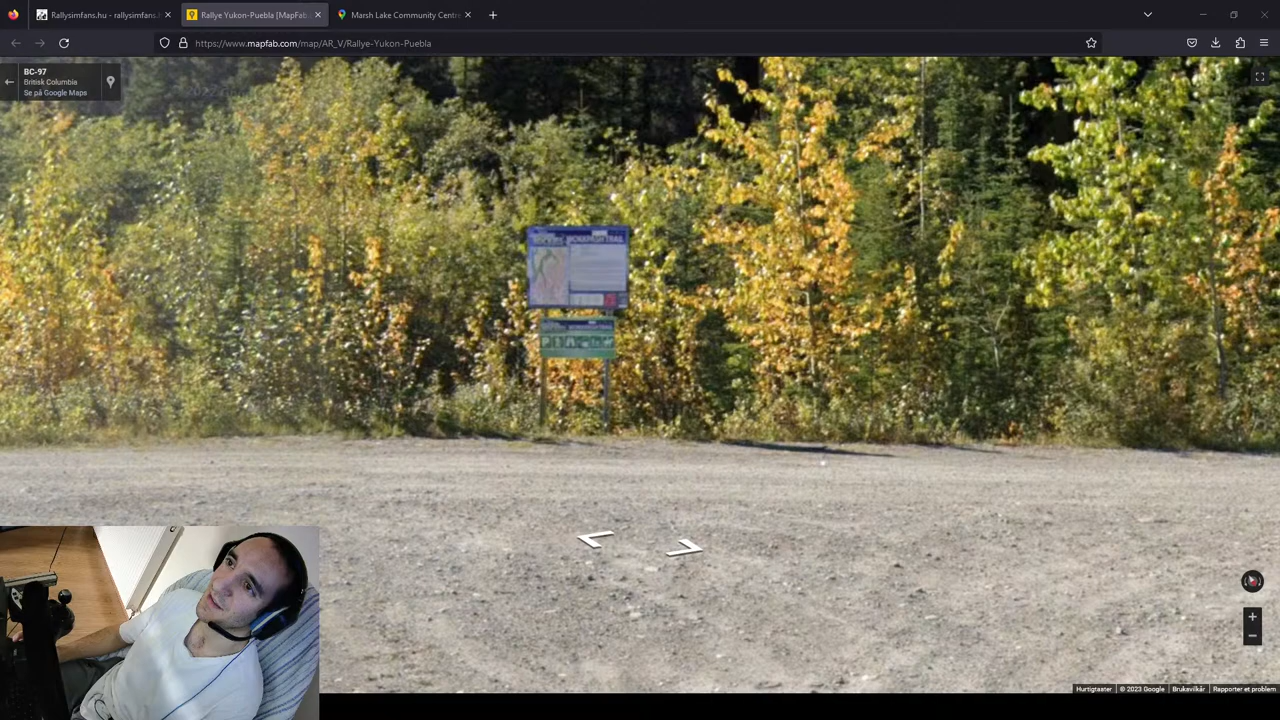 Rallysimfans.hu - rallysimfans.h
Rallye Yukon-Puebla [MapFab
Marsh Lake Community Centre
https://www.mapfab.com/map/AR_V/Rallye-Yukon-Puebla
BC-97
Britisk Columbia
Se på Google Maps
Hurtigtaster
© 2023 Google
Bruksvilkår
Rapporter et problem